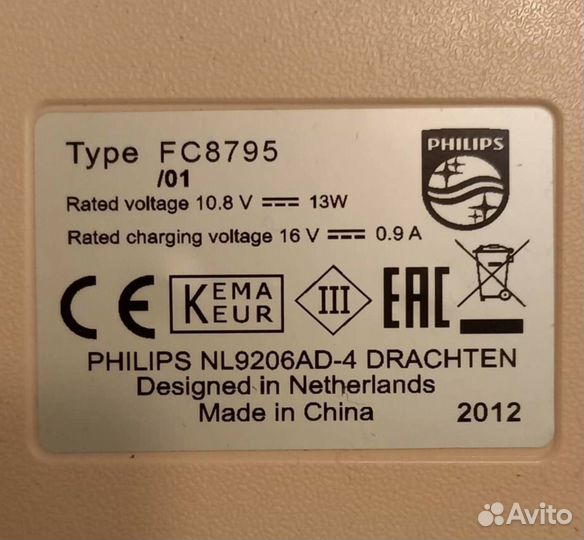 Type FC8795
/01
PHILIPS
Rated voltage 10.8 V 13W
Rated charging voltage 16 V 0.9 A
CE KEMA KEUR III EAC
PHILIPS NL9206AD-4 DRACHTEN
Designed in Netherlands
Made in China 2012
Avito